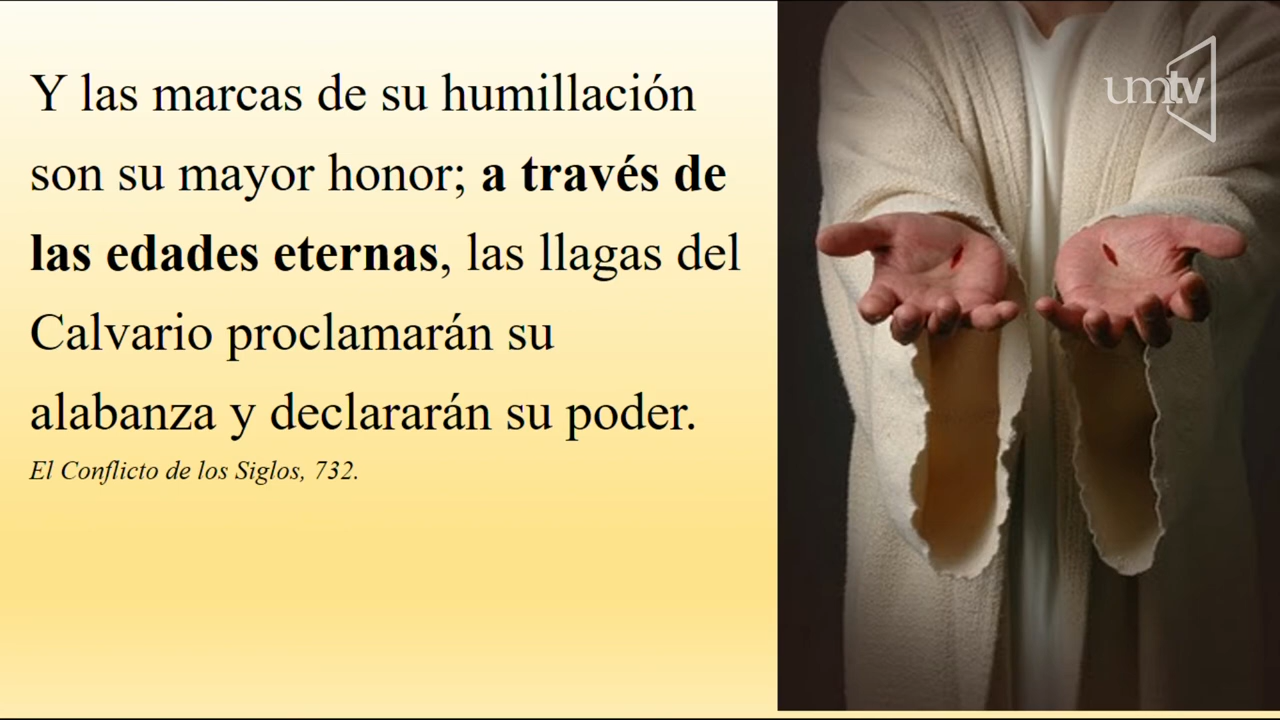 Y las marcas de su humillación
son su mayor honor; a través de
las edades eternas, las llagas del
Calvario proclamarán su
alabanza y declararán su poder.
El Conflicto de los Siglos, 732.
umtv